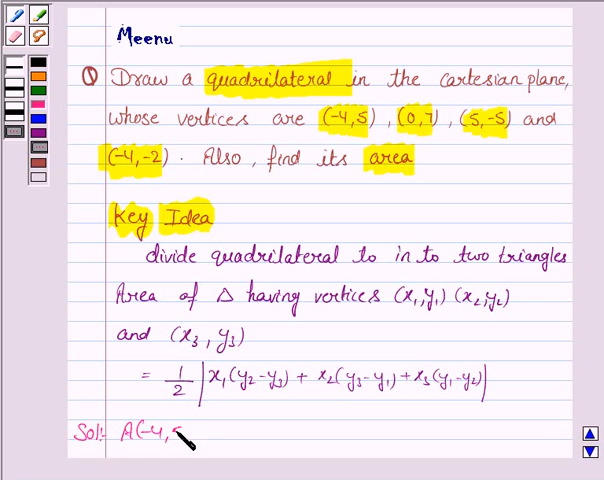 Meenu
Q Draw a quadrilateral in the cartesian plane,
whose vertices are (-4,5), (0,7), (5,-5) and
(-4,-2). Also, find its area
Key Idea
divide quadrilateral to in to two triangles
Area of Δ having vertices (x₁,y₁) (x₂,y₂)
and (x₃, y₃)
= 1/2 |x₁(y₂-y₃) + x₂(y₃-y₁)+x₃(y₁-y₂)|
Sol:- A(-4,5